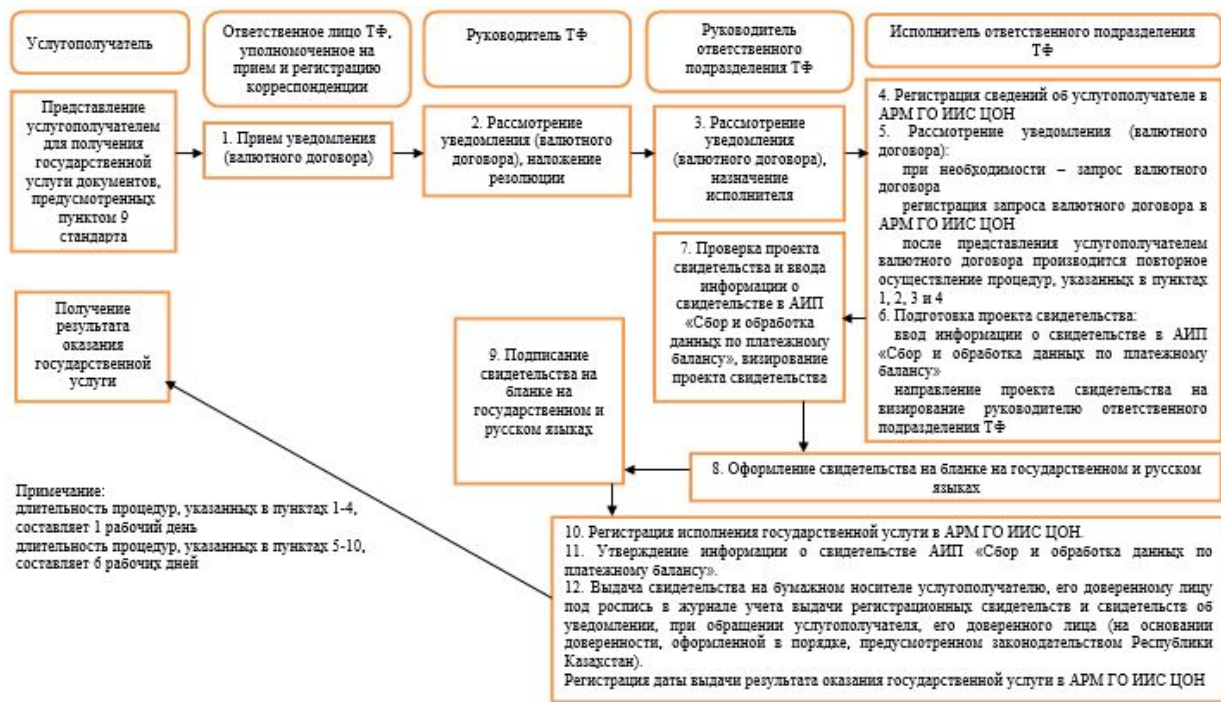 Услугополучатель
Ответственное лицо ТФ,
уполномоченное на
прием и регистрацию
корреспонденции
Руководитель ТФ
Руководитель
ответственного
подразделения ТФ
Исполнитель ответственного подразделения
ТФ
Представление
услугополучателем
для получения
государственной
услуги документов,
предусмотренных
пунктом 9
стандарта
1. Прием уведомления
(валютного договора)
2. Рассмотрение
уведомления (валютного
договора), наложение
резолюции
3. Рассмотрение
уведомления
(валютного договора),
назначение
исполнителя
4. Регистрация сведений об услугополучателе в
АРМ ГО ИИС ЦОН
5. Рассмотрение уведомления (валютного
договора):
при необходимости – запрос валютного
договора
регистрация запроса валютного договора в
АРМ ГО ИИС ЦОН
после представления услугополучателем
валютного договора производится повторное
осуществление процедур, указанных в пунктах
1, 2, 3 и 4
6. Подготовка проекта свидетельства:
ввод информации о свидетельстве в АИП
«Сбор и обработка данных по платежному
балансу»
направление проекта свидетельства на
визирование руководителю ответственного
подразделения ТФ
7. Проверка проекта
свидетельства и ввода
информации о
свидетельстве в АИП
«Сбор и обработка
данных по платежному
балансу», визирование
проекта свидетельства
Получение
результата
оказания
государственной
услуги
9. Подписание
свидетельства на
бланке на
государственном и
русском языках
8. Оформление свидетельства на бланке на государственном и русском
языках
Примечание:
длительность процедур, указанных в пунктах 1-4,
составляет 1 рабочий день
длительность процедур, указанных в пунктах 5-10,
составляет 6 рабочих дней
10. Регистрация исполнения государственной услуги в АРМ ГО ИИС ЦОН.
11. Утверждение информации о свидетельстве АИП «Сбор и обработка данных по
платежному балансу».
12. Выдача свидетельства на бумажном носителе услугополучателю, его доверенному лицу
под роспись в журнале учета выдачи регистрационных свидетельств и свидетельств об
уведомлении, при обращении услугополучателя, его доверенного лица (на основании
доверенности, оформленной в порядке, предусмотренном законодательством Республики
Казахстан).
Регистрация даты выдачи результата оказания государственной услуги в АРМ ГО ИИС ЦОН